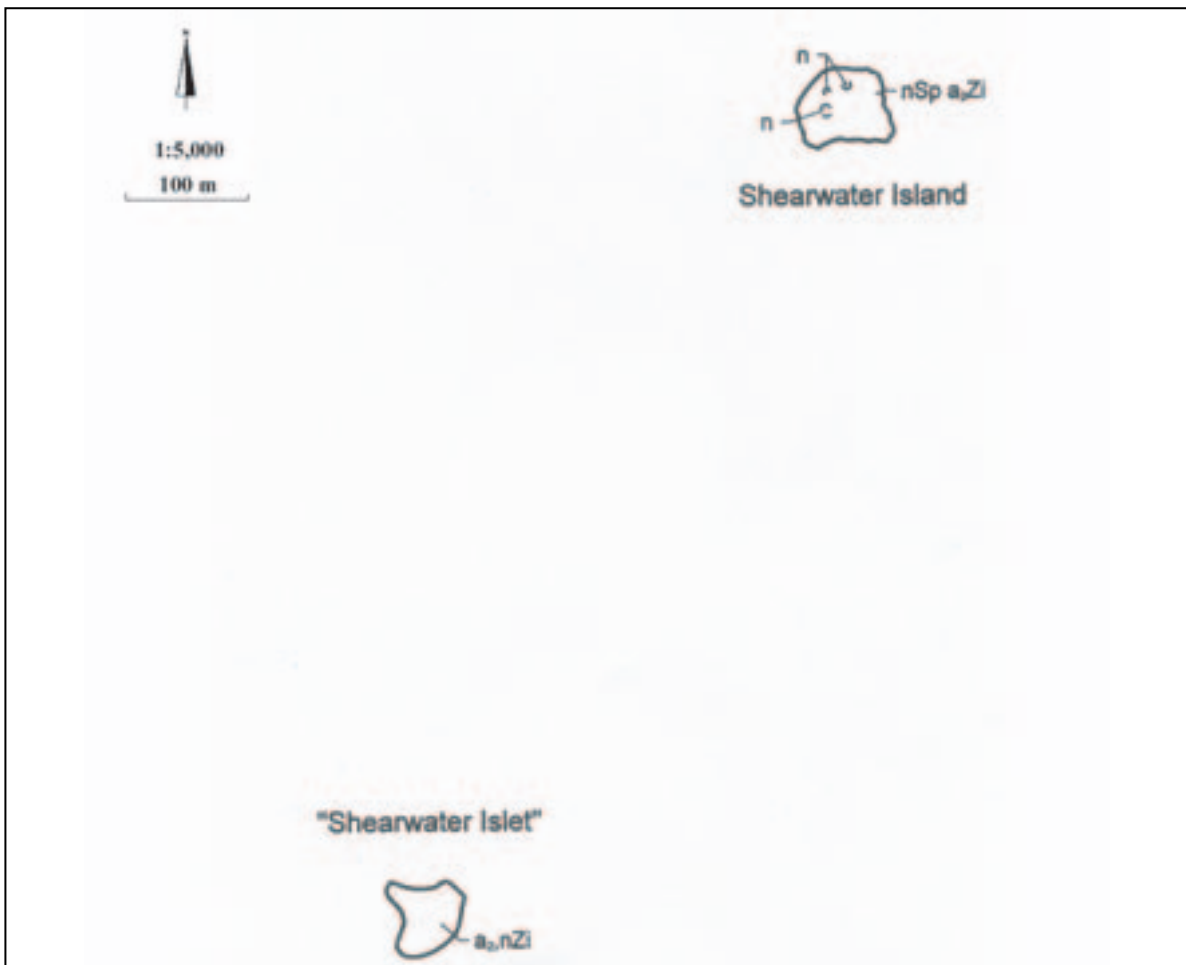 1:5,000
100 m
n
nSp a₂Zi
n
Shearwater Island
"Shearwater Islet"
a₂,nZi